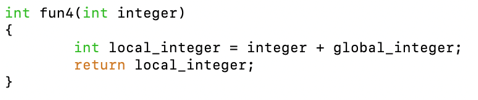 int fun4(int integer)
{
        int local_integer = integer + global_integer;
        return local_integer;
}